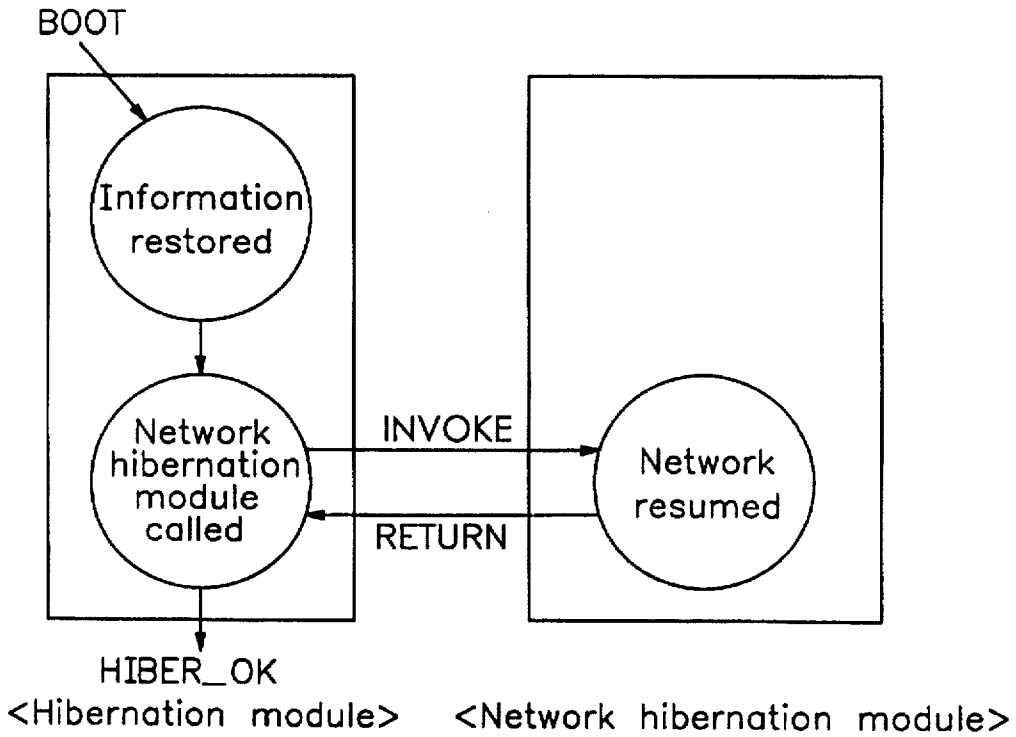 BOOT
Information
restored
Network
hibernation
module
called
INVOKE
RETURN
Network
resumed
HIBER_OK
<Hibernation module>
<Network hibernation module>